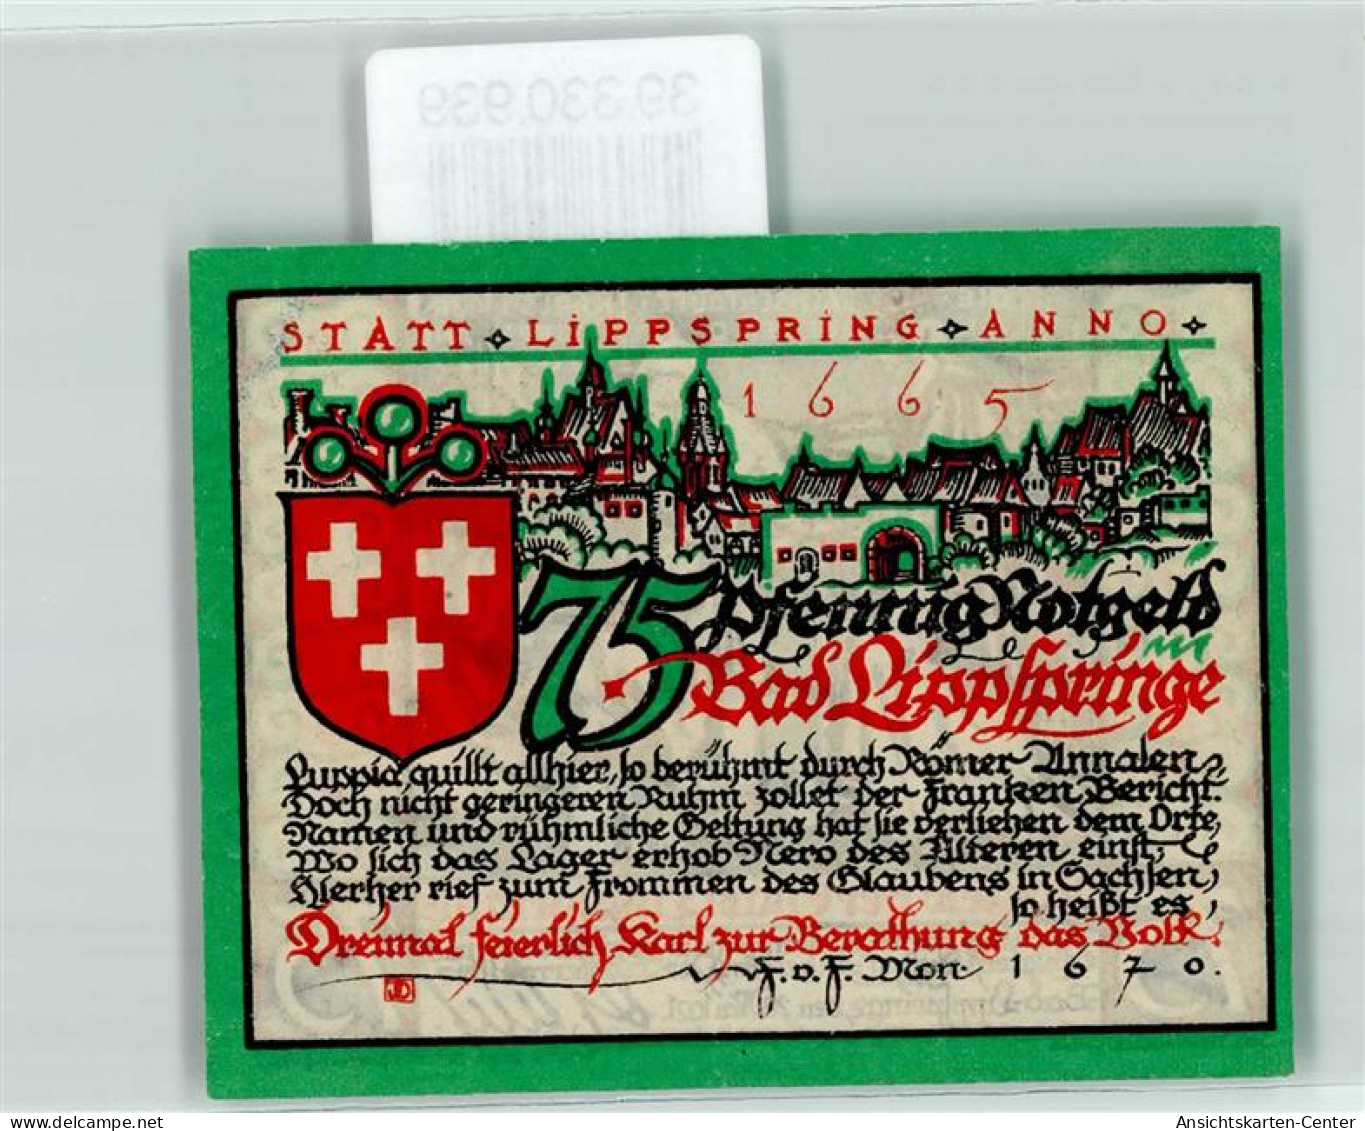 39.330.939
STATT LIPPSPRING ANNO
1665
75 Pfennig Notgeld
Bad Lippspringe
Luppia quillt allhier, so berühmt durch Römer Annalen,
Doch nicht geringeren Ruhm zollet der Franken Bericht.
Namen und rühmliche Geltung hat sie verliehen dem Orte,
Wo sich das Lager erhob Nero des Älteren einst,
Hierher rief zum Frommen des Glaubens in Sachsen,
so heißt es,
Dreimal feierlich Karl zur Berathung das Volk.
F. v. F. Mon. 1670.
Ansichtskarten-Center